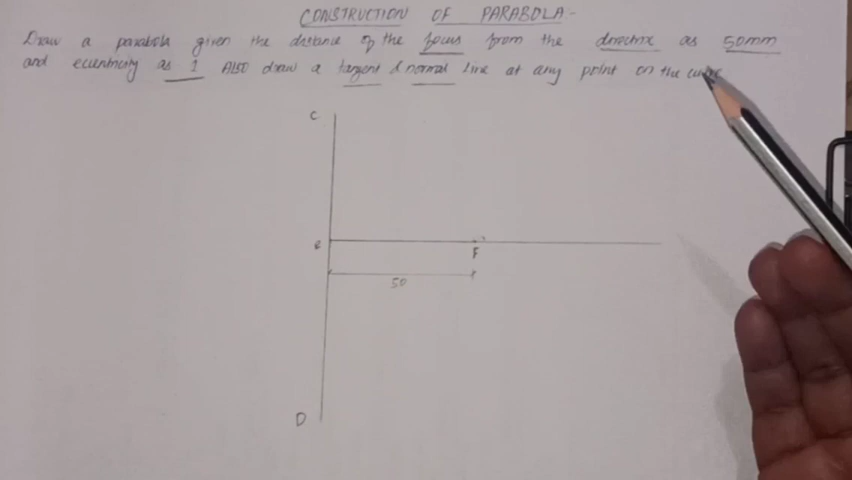 CONSTRUCTION OF PARABOLA-
Draw a parabola given the distance of the focus from the directrix as 50mm
and eccentricity as 1 Also draw a tangent & normal line at any point on the curve
C
F
50
D